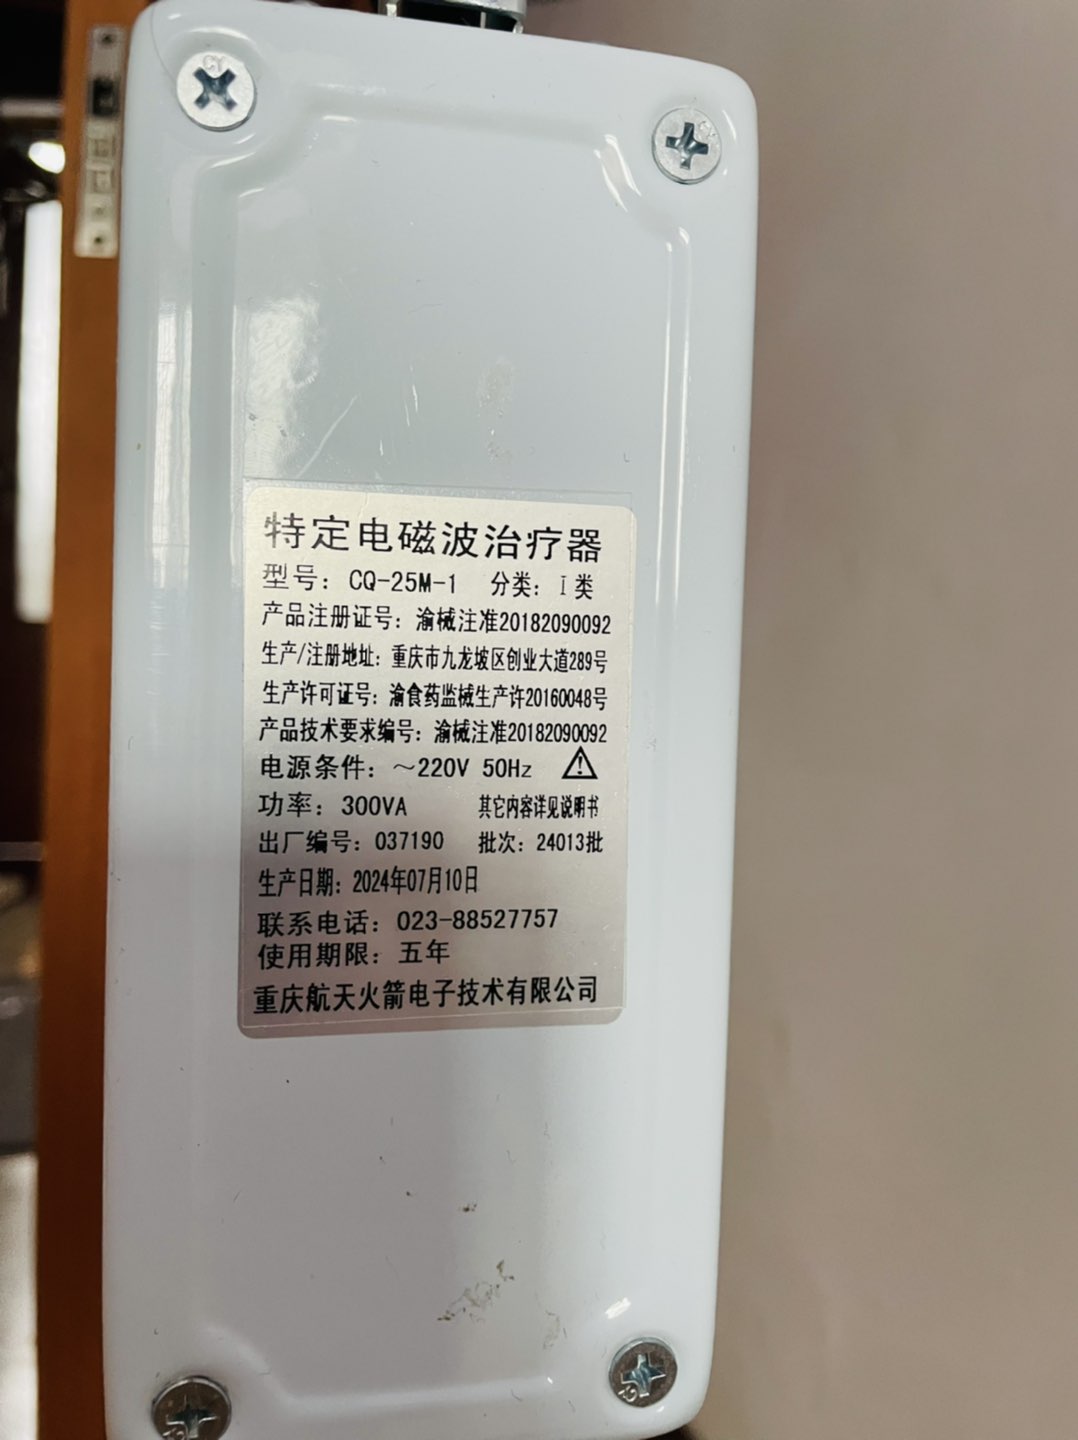 特定电磁波治疗器
型号：CQ-25M-1 分类：I类
产品注册证号：渝械注准20182090092
生产/注册地址：重庆市九龙坡区创业大道289号
生产许可证号：渝食药监械生产许20160048号
产品技术要求编号：渝械注准20182090092
电源条件：～220V 50Hz
功率：300VA 其它内容详见说明书
出厂编号：037190 批次：24013批
生产日期：2024年07月10日
联系电话：023-88527757
使用期限：五年
重庆航天火箭电子技术有限公司